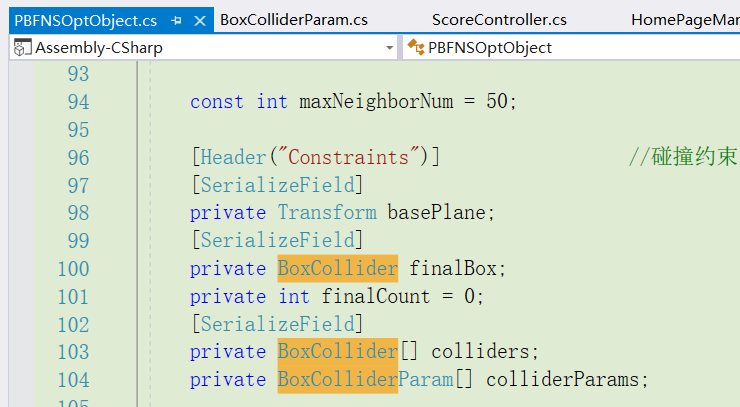 PBFNSOptObject.cs BoxColliderParam.cs ScoreController.cs HomePageMar
Assembly-CSharp PBFNSOptObject
93
94 const int maxNeighborNum = 50;
95
96 [Header("Constraints")] //碰撞约束
97 [SerializeField]
98 private Transform basePlane;
99 [SerializeField]
100 private BoxCollider finalBox;
101 private int finalCount = 0;
102 [SerializeField]
103 private BoxCollider[] colliders;
104 private BoxColliderParam[] colliderParams;
105